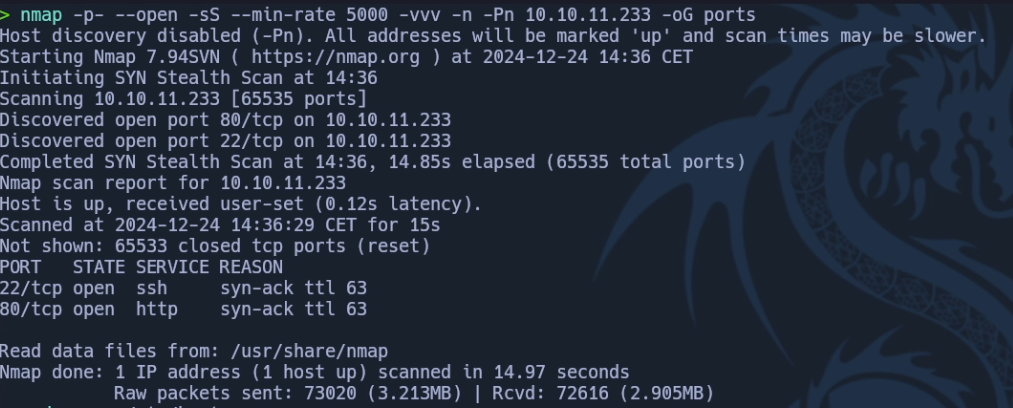 > nmap -p- --open -sS --min-rate 5000 -vvv -n -Pn 10.10.11.233 -oG ports
Host discovery disabled (-Pn). All addresses will be marked 'up' and scan times may be slower.
Starting Nmap 7.94SVN ( https://nmap.org ) at 2024-12-24 14:36 CET
Initiating SYN Stealth Scan at 14:36
Scanning 10.10.11.233 [65535 ports]
Discovered open port 80/tcp on 10.10.11.233
Discovered open port 22/tcp on 10.10.11.233
Completed SYN Stealth Scan at 14:36, 14.85s elapsed (65535 total ports)
Nmap scan report for 10.10.11.233
Host is up, received user-set (0.12s latency).
Scanned at 2024-12-24 14:36:29 CET for 15s
Not shown: 65533 closed tcp ports (reset)
PORT   STATE SERVICE REASON
22/tcp open  ssh     syn-ack ttl 63
80/tcp open  http    syn-ack ttl 63
Read data files from: /usr/share/nmap
Nmap done: 1 IP address (1 host up) scanned in 14.97 seconds
           Raw packets sent: 73020 (3.213MB) | Rcvd: 72616 (2.905MB)